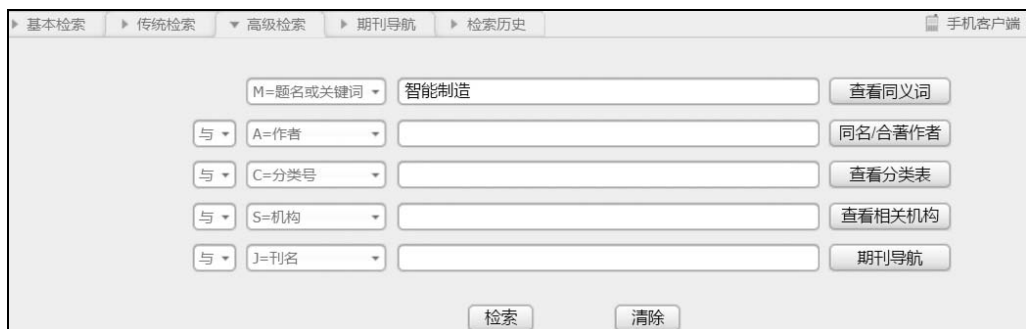 基本检索 传统检索 高级检索 期刊导航 检索历史 手机客户端
M=题名或关键词 智能制造 查看同义词
与 A=作者 同名/合著作者
与 C=分类号 查看分类表
与 S=机构 查看相关机构
与 J=刊名 期刊导航
检索 清除